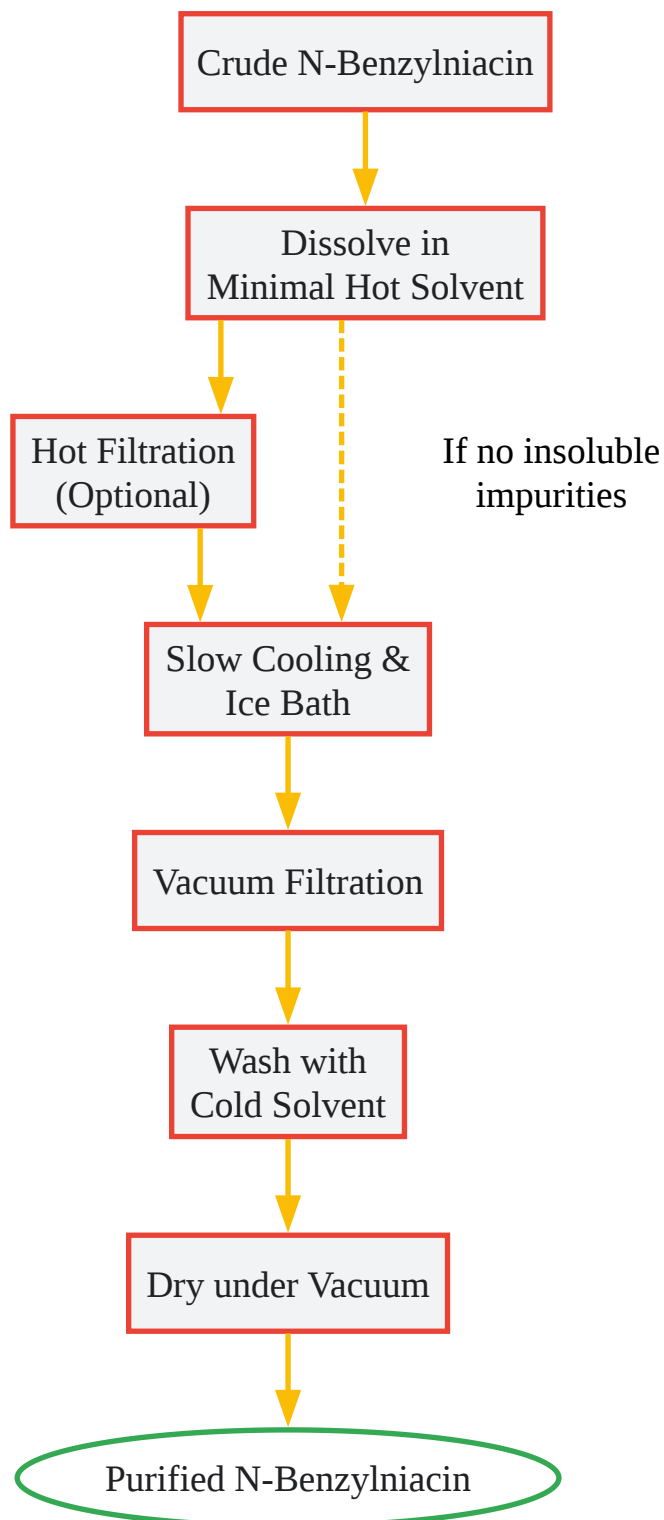 Crude N-Benzylniacin
Dissolve in
Minimal Hot Solvent
Hot Filtration
(Optional)
If no insoluble
impurities
Slow Cooling &
Ice Bath
Vacuum Filtration
Wash with
Cold Solvent
Dry under Vacuum
Purified N-Benzylniacin